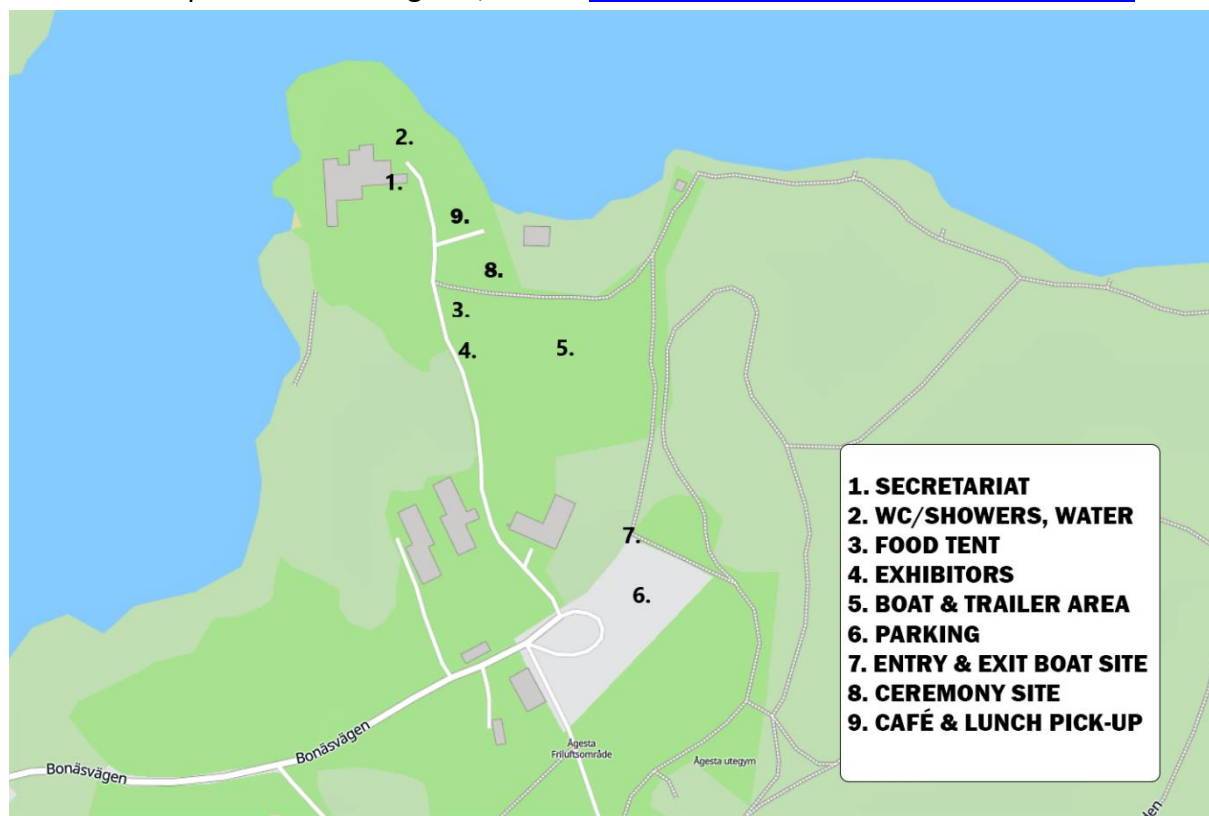 2.
1.
9.
8.
3.
4.
5.
7.
6.
1. SECRETARIAT
2. WC/SHOWERS, WATER
3. FOOD TENT
4. EXHIBITORS
5. BOAT & TRAILER AREA
6. PARKING
7. ENTRY & EXIT BOAT SITE
8. CEREMONY SITE
9. CAFÉ & LUNCH PICK-UP
Bonäsvägen
Bonäsvägen
Ågesta
Friluftsområde
Ågesta utegym